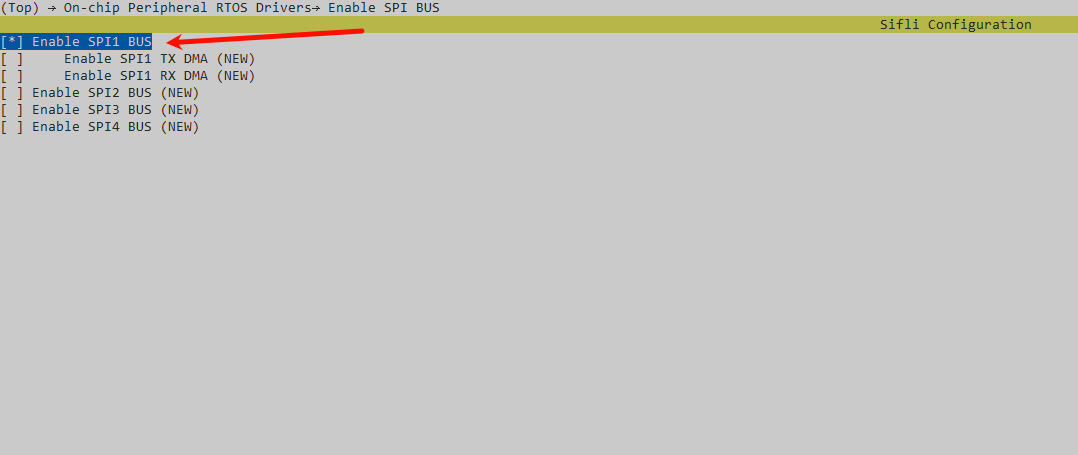 (Top) → On-chip Peripheral RTOS Drivers→ Enable SPI BUS
Sifli Configuration
[*] Enable SPI1 BUS
[ ]     Enable SPI1 TX DMA (NEW)
[ ]     Enable SPI1 RX DMA (NEW)
[ ] Enable SPI2 BUS (NEW)
[ ] Enable SPI3 BUS (NEW)
[ ] Enable SPI4 BUS (NEW)